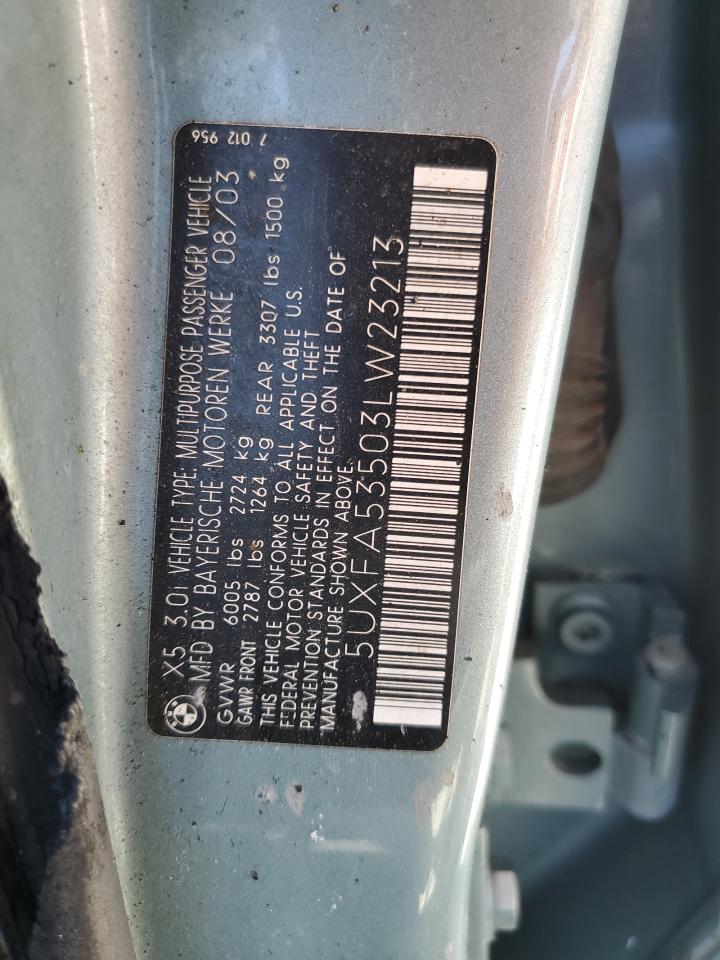 7 012 956
X5 3.0i VEHICLE TYPE: MULTIPURPOSE PASSENGER VEHICLE
MFD BY BAYERISCHE MOTOREN WERKE 08/03
GVWR 6005 lbs 2724 kg
GAWR FRONT 2787 lbs 1264 kg REAR 3307 lbs 1500 kg
THIS VEHICLE CONFORMS TO ALL APPLICABLE U.S.
FEDERAL MOTOR VEHICLE SAFETY AND THEFT
PREVENTION STANDARDS IN EFFECT ON THE DATE OF
MANUFACTURE SHOWN ABOVE.
5UXFA53503LW23213